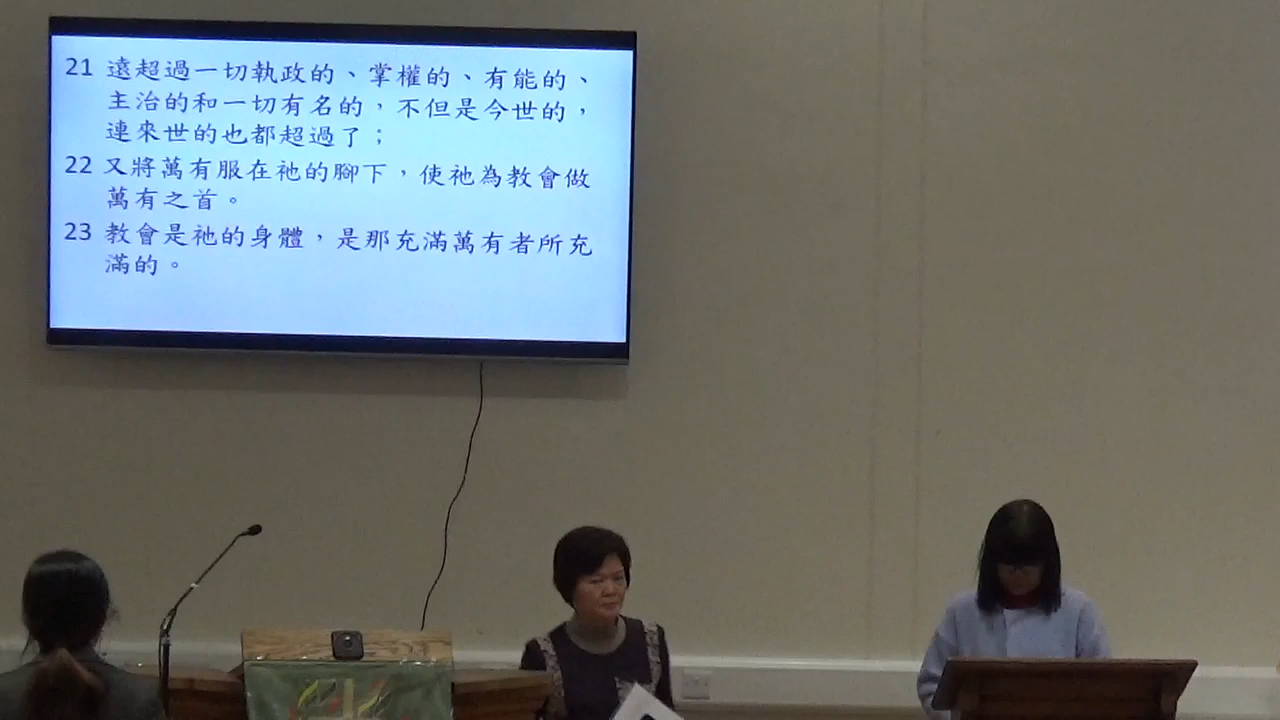 21 遠超過一切執政的、掌權的、有能的、
主治的和一切有名的，不但是今世的，
連來世的也都超過了；
22 又將萬有服在祂的腳下，使祂為教會做
萬有之首。
23 教會是祂的身體，是那充滿萬有者所充
滿的。